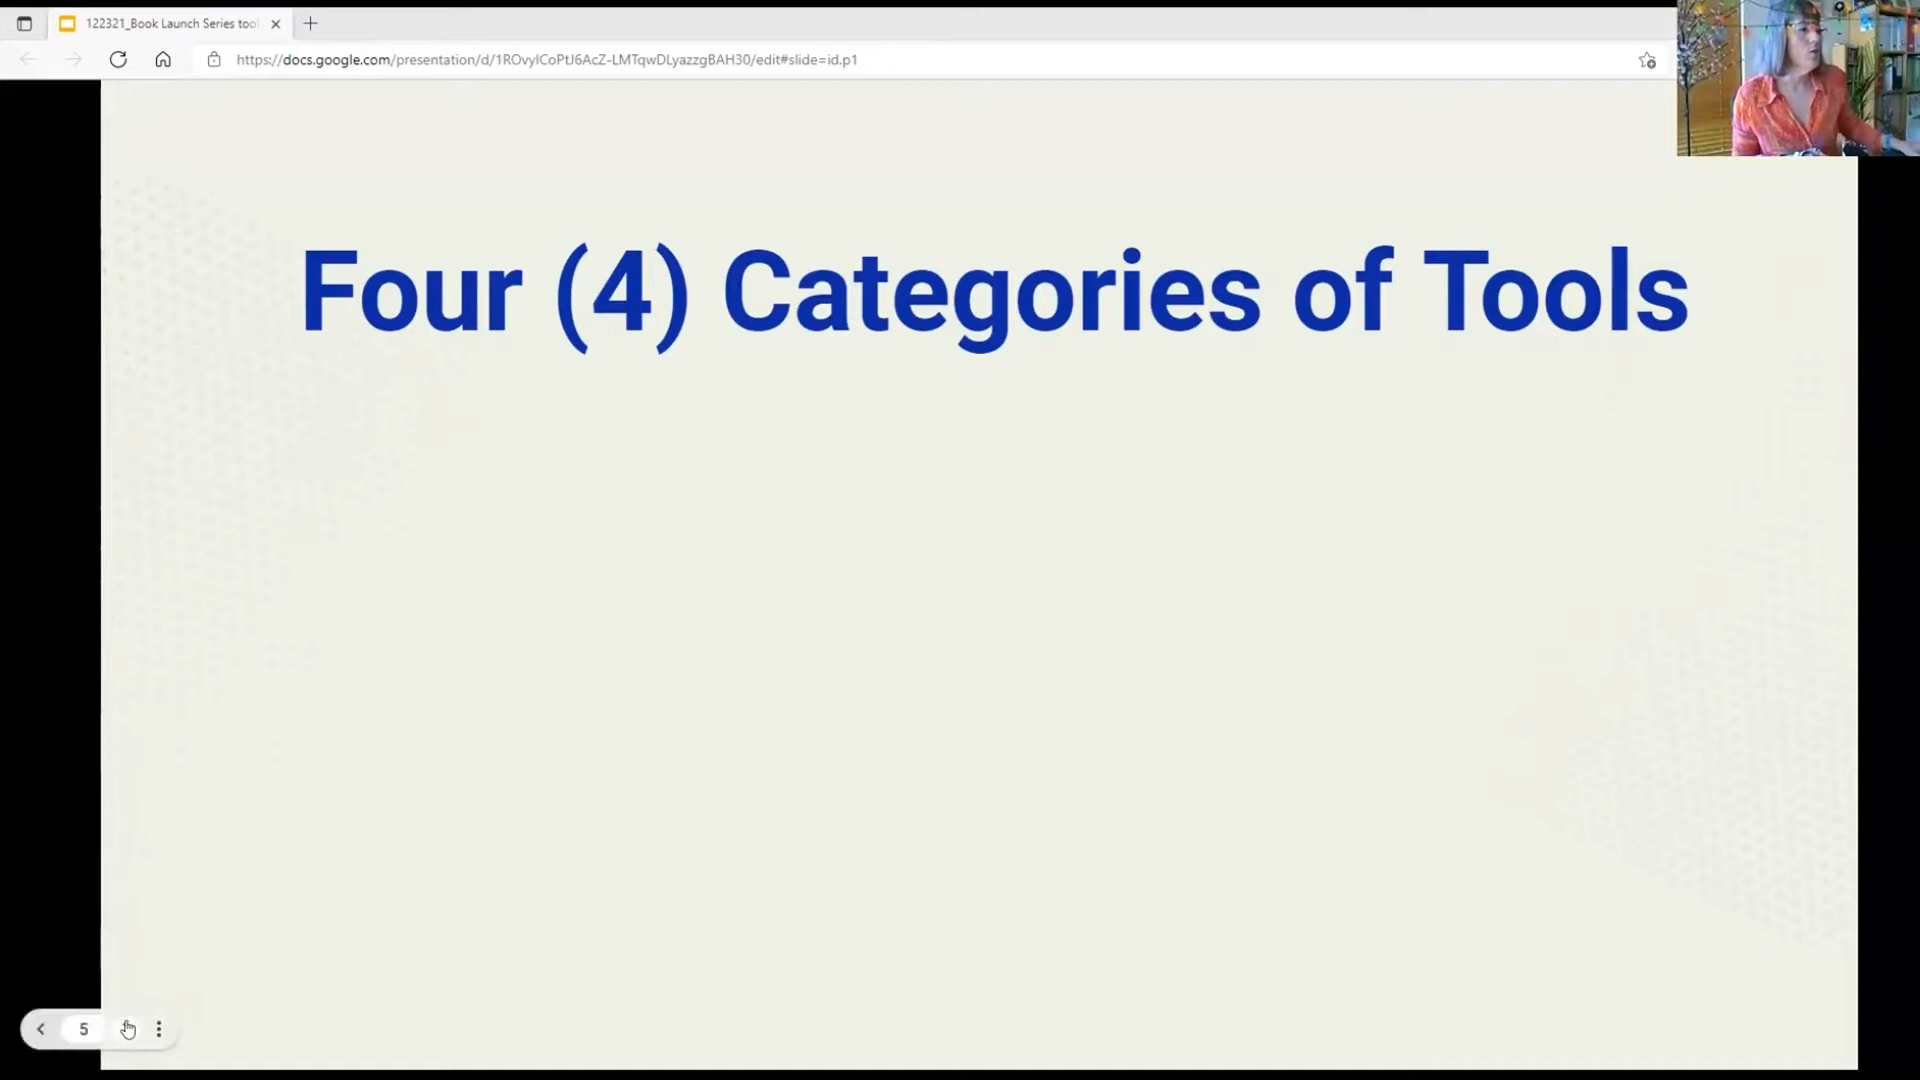 122321_Book Launch Series too
https://docs.google.com/presentation/d/1ROvylCoPtJ6AcZ-LMTqwDLyazzgBAH30/edit#slide=id.p1
Four (4) Categories of Tools
5